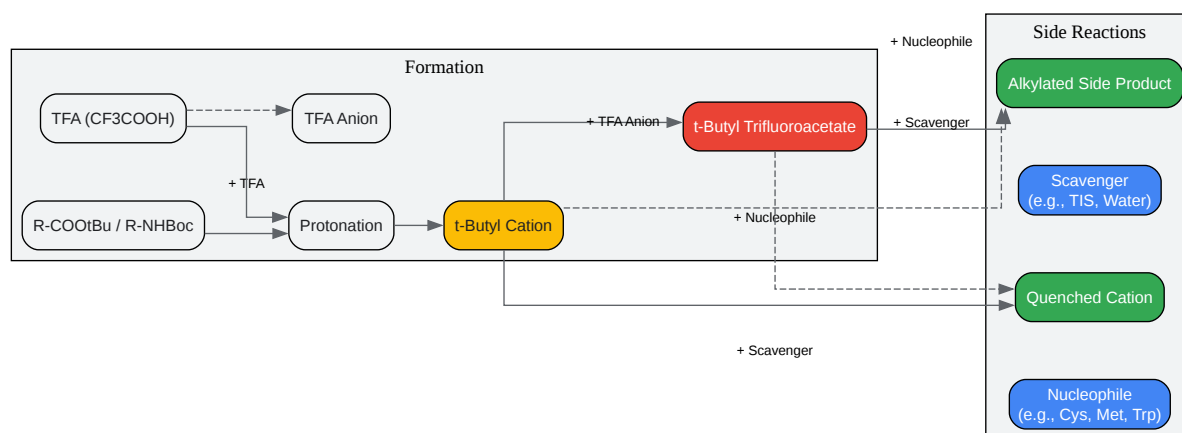 + Nucleophile
Side Reactions
Formation
Alkylated Side Product
TFA (CF3COOH)
TFA Anion
+ TFA Anion
t-Butyl Trifluoroacetate
+ Scavenger
+ TFA
Scavenger
(e.g., TIS, Water)
R-COOtBu / R-NHBoc
Protonation
t-Butyl Cation
+ Nucleophile
Quenched Cation
+ Scavenger
Nucleophile
(e.g., Cys, Met, Trp)